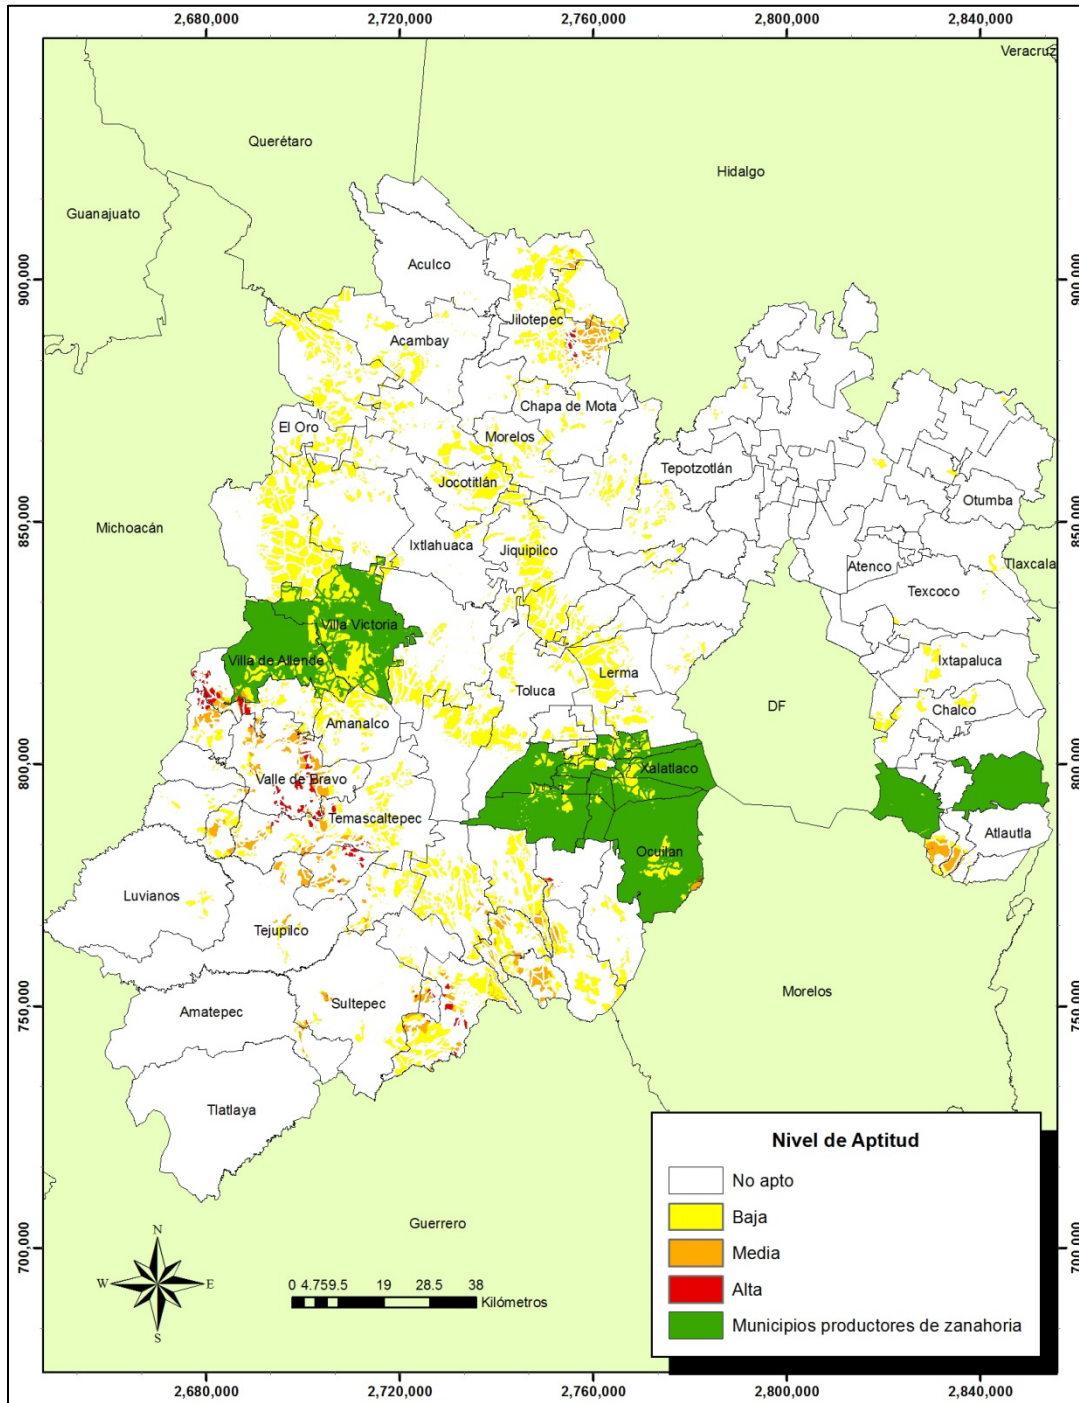 2,680,000 2,720,000 2,760,000 2,800,000 2,840,000
Veracruz
Querétaro
Hidalgo
Guanajuato
Aculco
900,000 900,000
Jilotepec
Acambay
Chapa de Mota
El Oro
Morelos
Tepotzotlán
Jocotitlán
Otumba
850,000 850,000
Michoacán
Ixtlahuaca
Jiquipilco
Atenco
Tlaxcala
Texcoco
Villa Victoria
Villa de Allende
Ixtapaluca
Lerma
Toluca
DF
Chalco
Amanalco
800,000 800,000
Xalatlaco
Valle de Bravo
Temascaltepec
Atlautla
Ocuilan
Luvianos
Tejupilco
Morelos
Sultepec
Amatepec
750,000 750,000
Tlatlaya
Guerrero
700,000 700,000
Nivel de Aptitud
No apto
Baja
Media
Alta
Municipios productores de zanahoria
N
W E
S
0 4.75 9.5 19 28.5 38
Kilómetros
2,680,000 2,720,000 2,760,000 2,800,000 2,840,000